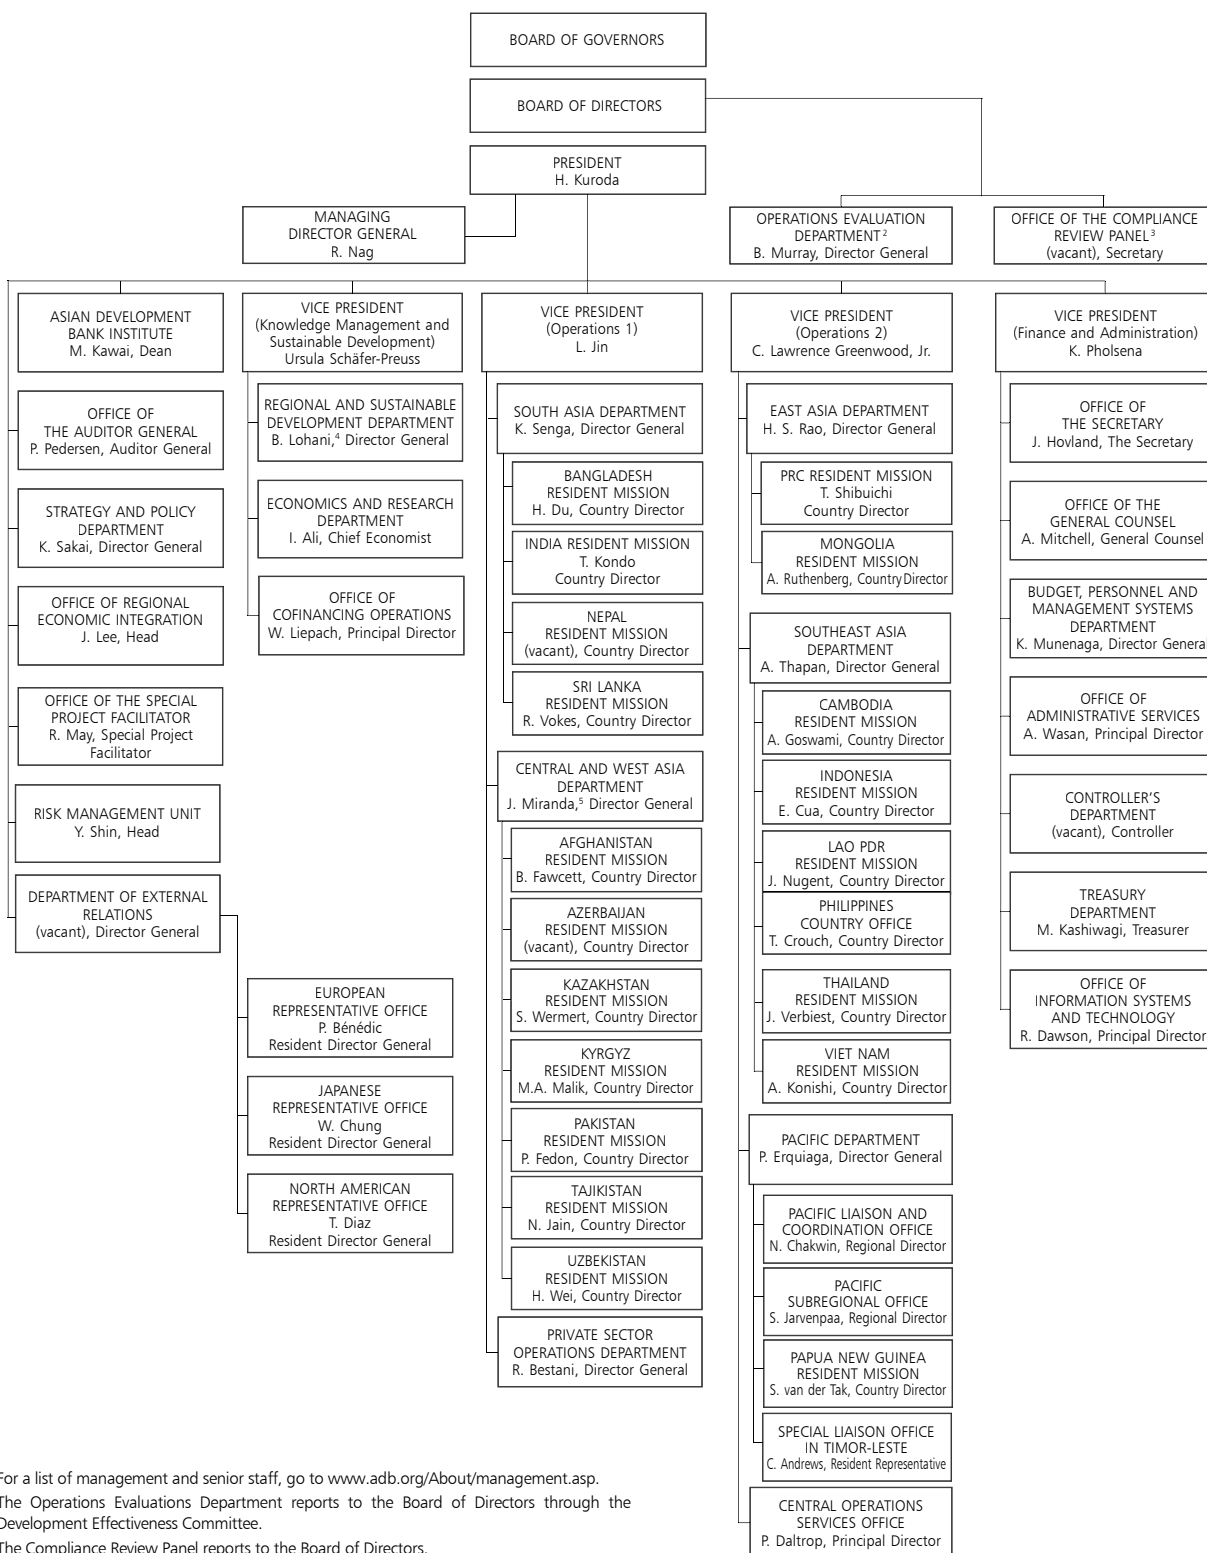 BOARD OF GOVERNORS
BOARD OF DIRECTORS
PRESIDENT
H. Kuroda
MANAGING
DIRECTOR GENERAL
R. Nag
OPERATIONS EVALUATION
DEPARTMENT²
B. Murray, Director General
OFFICE OF THE COMPLIANCE
REVIEW PANEL³
(vacant), Secretary
ASIAN DEVELOPMENT
BANK INSTITUTE
M. Kawai, Dean
OFFICE OF
THE AUDITOR GENERAL
P. Pedersen, Auditor General
STRATEGY AND POLICY
DEPARTMENT
K. Sakai, Director General
OFFICE OF REGIONAL
ECONOMIC INTEGRATION
J. Lee, Head
OFFICE OF THE SPECIAL
PROJECT FACILITATOR
R. May, Special Project
Facilitator
RISK MANAGEMENT UNIT
Y. Shin, Head
DEPARTMENT OF EXTERNAL
RELATIONS
(vacant), Director General
EUROPEAN
REPRESENTATIVE OFFICE
P. Bénédic
Resident Director General
JAPANESE
REPRESENTATIVE OFFICE
W. Chung
Resident Director General
NORTH AMERICAN
REPRESENTATIVE OFFICE
T. Diaz
Resident Director General
VICE PRESIDENT
(Knowledge Management and
Sustainable Development)
Ursula Schäfer-Preuss
REGIONAL AND SUSTAINABLE
DEVELOPMENT DEPARTMENT
B. Lohani,⁴ Director General
ECONOMICS AND RESEARCH
DEPARTMENT
I. Ali, Chief Economist
OFFICE OF
COFINANCING OPERATIONS
W. Liepach, Principal Director
VICE PRESIDENT
(Operations 1)
L. Jin
SOUTH ASIA DEPARTMENT
K. Senga, Director General
BANGLADESH
RESIDENT MISSION
H. Du, Country Director
INDIA RESIDENT MISSION
T. Kondo
Country Director
NEPAL
RESIDENT MISSION
(vacant), Country Director
SRI LANKA
RESIDENT MISSION
R. Vokes, Country Director
CENTRAL AND WEST ASIA
DEPARTMENT
J. Miranda,⁵ Director General
AFGHANISTAN
RESIDENT MISSION
B. Fawcett, Country Director
AZERBAIJAN
RESIDENT MISSION
(vacant), Country Director
KAZAKHSTAN
RESIDENT MISSION
S. Wermert, Country Director
KYRGYZ
RESIDENT MISSION
M.A. Malik, Country Director
PAKISTAN
RESIDENT MISSION
P. Fedon, Country Director
TAJIKISTAN
RESIDENT MISSION
N. Jain, Country Director
UZBEKISTAN
RESIDENT MISSION
H. Wei, Country Director
PRIVATE SECTOR
OPERATIONS DEPARTMENT
R. Bestani, Director General
VICE PRESIDENT
(Operations 2)
C. Lawrence Greenwood, Jr.
EAST ASIA DEPARTMENT
H. S. Rao, Director General
PRC RESIDENT MISSION
T. Shibuichi
Country Director
MONGOLIA
RESIDENT MISSION
A. Ruthenberg, Country Director
SOUTHEAST ASIA
DEPARTMENT
A. Thapan, Director General
CAMBODIA
RESIDENT MISSION
A. Goswami, Country Director
INDONESIA
RESIDENT MISSION
E. Cua, Country Director
LAO PDR
RESIDENT MISSION
J. Nugent, Country Director
PHILIPPINES
COUNTRY OFFICE
T. Crouch, Country Director
THAILAND
RESIDENT MISSION
J. Verbiest, Country Director
VIET NAM
RESIDENT MISSION
A. Konishi, Country Director
PACIFIC DEPARTMENT
P. Erquiaga, Director General
PACIFIC LIAISON AND
COORDINATION OFFICE
N. Chakwin, Regional Director
PACIFIC
SUBREGIONAL OFFICE
S. Jarvenpaa, Regional Director
PAPUA NEW GUINEA
RESIDENT MISSION
S. van der Tak, Country Director
SPECIAL LIAISON OFFICE
IN TIMOR-LESTE
C. Andrews, Resident Representative
CENTRAL OPERATIONS
SERVICES OFFICE
P. Daltrop, Principal Director
VICE PRESIDENT
(Finance and Administration)
K. Pholsena
OFFICE OF
THE SECRETARY
J. Hovland, The Secretary
OFFICE OF THE
GENERAL COUNSEL
A. Mitchell, General Counsel
BUDGET, PERSONNEL AND
MANAGEMENT SYSTEMS
DEPARTMENT
K. Munenaga, Director General
OFFICE OF
ADMINISTRATIVE SERVICES
A. Wasan, Principal Director
CONTROLLER'S
DEPARTMENT
(vacant), Controller
TREASURY
DEPARTMENT
M. Kashiwagi, Treasurer
OFFICE OF
INFORMATION SYSTEMS
AND TECHNOLOGY
R. Dawson, Principal Director
For a list of management and senior staff, go to www.adb.org/About/management.asp.
The Operations Evaluations Department reports to the Board of Directors through the
Development Effectiveness Committee.
The Compliance Review Panel reports to the Board of Directors.